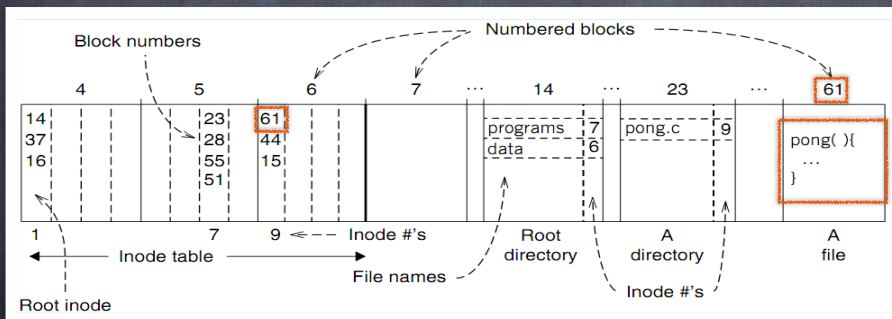 Block numbers
Numbered blocks
4 5 6 7 ... 14 ... 23 ... 61
14 23 61 programs 7 pong.c 9 pong( ){
37 28 44 data 6 ...
16 55 15 }
51
1 7 9 Inode #'s Root directory A directory A file
Inode table
File names
Inode #'s
Root inode